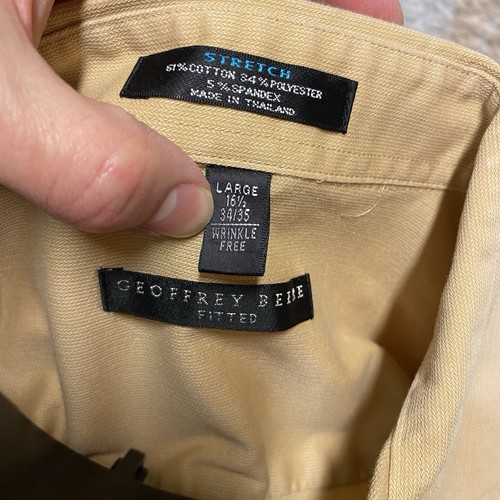 STRETCH
61% COTTON 34% POLYESTER
5% SPANDEX
MADE IN THAILAND
LARGE
16½
34/35
WRINKLE
FREE
GEOFFREY BEENE
FITTED